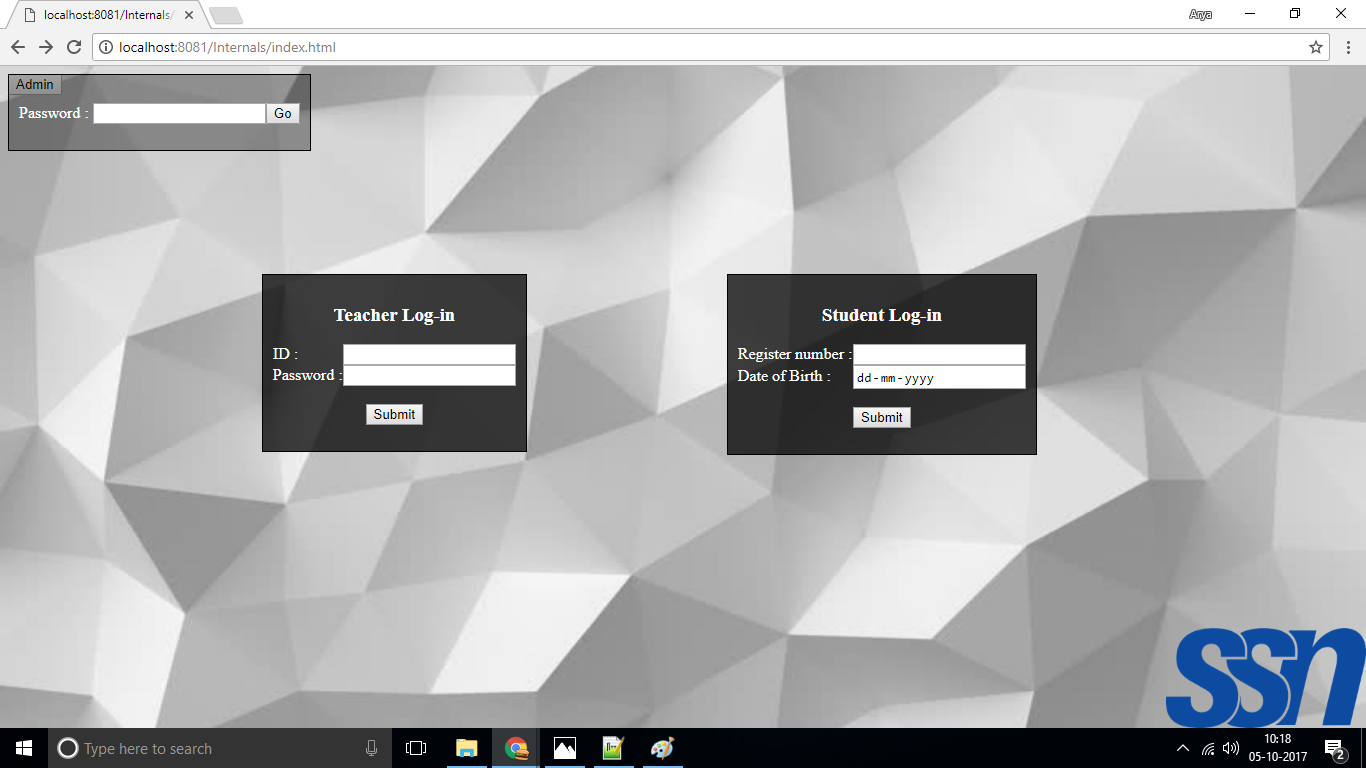 localhost:8081/Internals/
Arya
localhost:8081/Internals/index.html
Admin
Password :
Go
Teacher Log-in
ID :
Password :
Submit
Student Log-in
Register number :
Date of Birth :
dd-mm-yyyy
Submit
ssn
Type here to search
10:18
05-10-2017
2